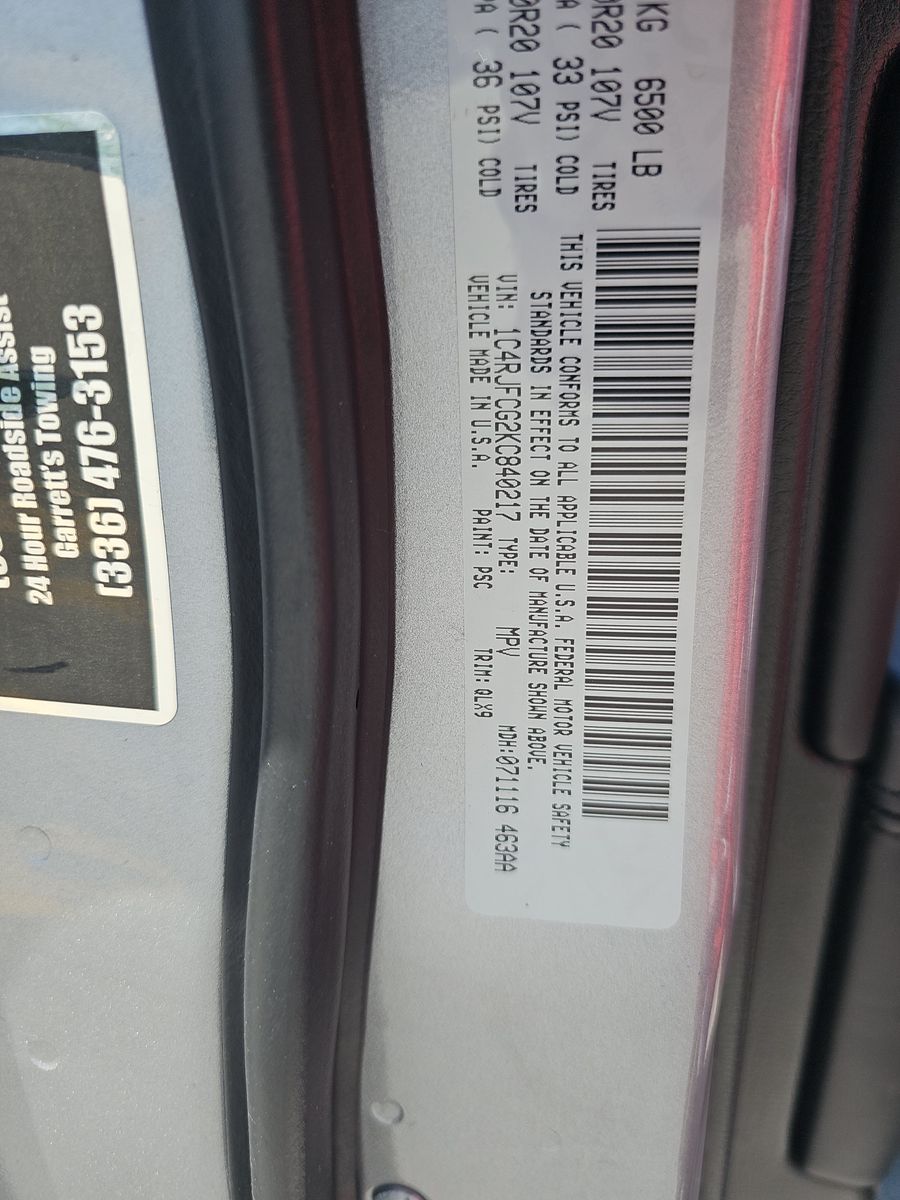 KG 6500 LB
0R20 107V TIRES
A ( 33 PSI) COLD
0R20 107V TIRES
PA ( 36 PSI) COLD
THIS VEHICLE CONFORMS TO ALL APPLICABLE U.S.A. FEDERAL MOTOR VEHICLE SAFETY
STANDARDS IN EFFECT ON THE DATE OF MANUFACTURE SHOWN ABOVE.
VIN: 1C4RJFCG2KC840217 TYPE: MPV MDH:071116 463AA
VEHICLE MADE IN U.S.A. PAINT: PSC TRIM: QLX9
24 Hour Roadside Assist
Garrett's Towing
(336) 476-3153